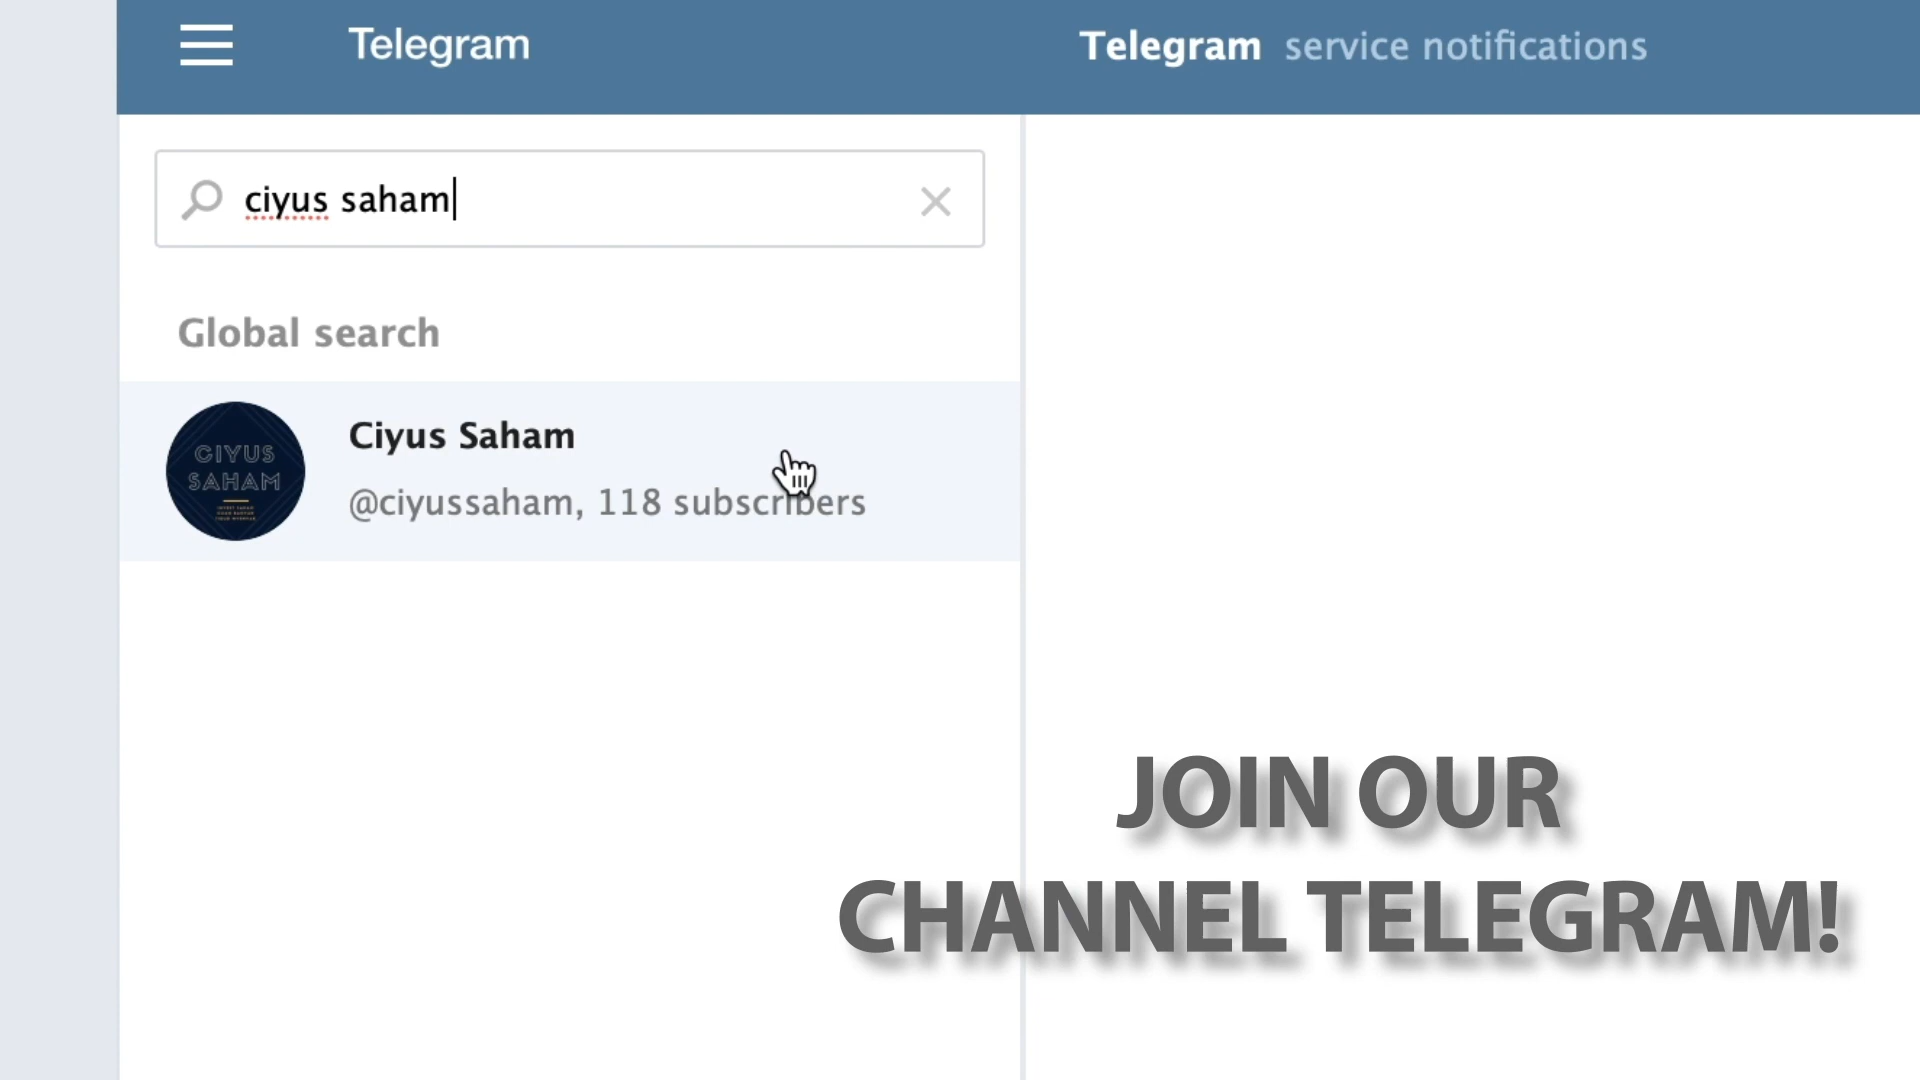 Telegram
Telegram service notifications
ciyus saham
Global search
CIYUS
SAHAM
Ciyus Saham
@ciyussaham, 118 subscribers
JOIN OUR
CHANNEL TELEGRAM!